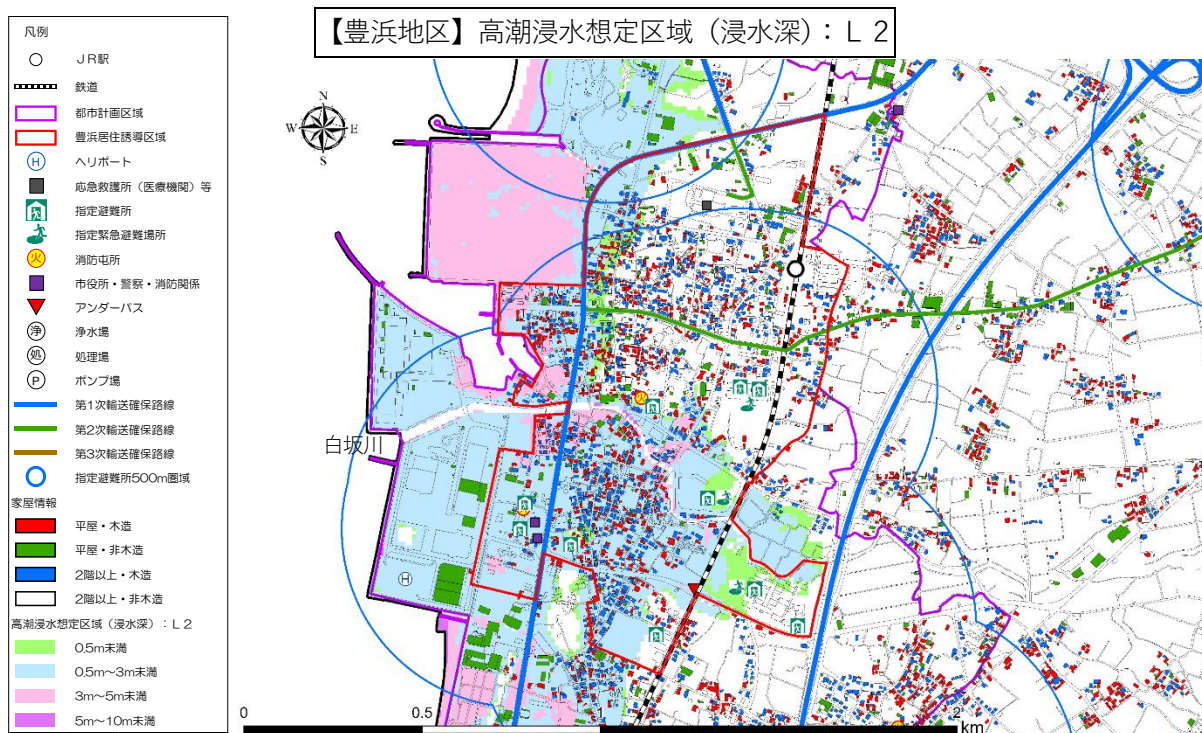 【豊浜地区】高潮浸水想定区域（浸水深）：Ｌ２
凡例
ＪＲ駅
鉄道
都市計画区域
豊浜居住誘導区域
H ヘリポート
応急救護所（医療機関）等
指定避難所
指定緊急避難場所
火 消防屯所
市役所・警察・消防関係
アンダーパス
浄 浄水場
処 処理場
P ポンプ場
第1次輸送確保路線
第2次輸送確保路線
第3次輸送確保路線
指定避難所500m圏域
家屋情報
平屋・木造
平屋・非木造
2階以上・木造
2階以上・非木造
高潮浸水想定区域（浸水深）：Ｌ２
0.5m未満
0.5m～3m未満
3m～5m未満
5m～10m未満
N
W E
S
火
白坂川
H
0 0.5 1 2
km